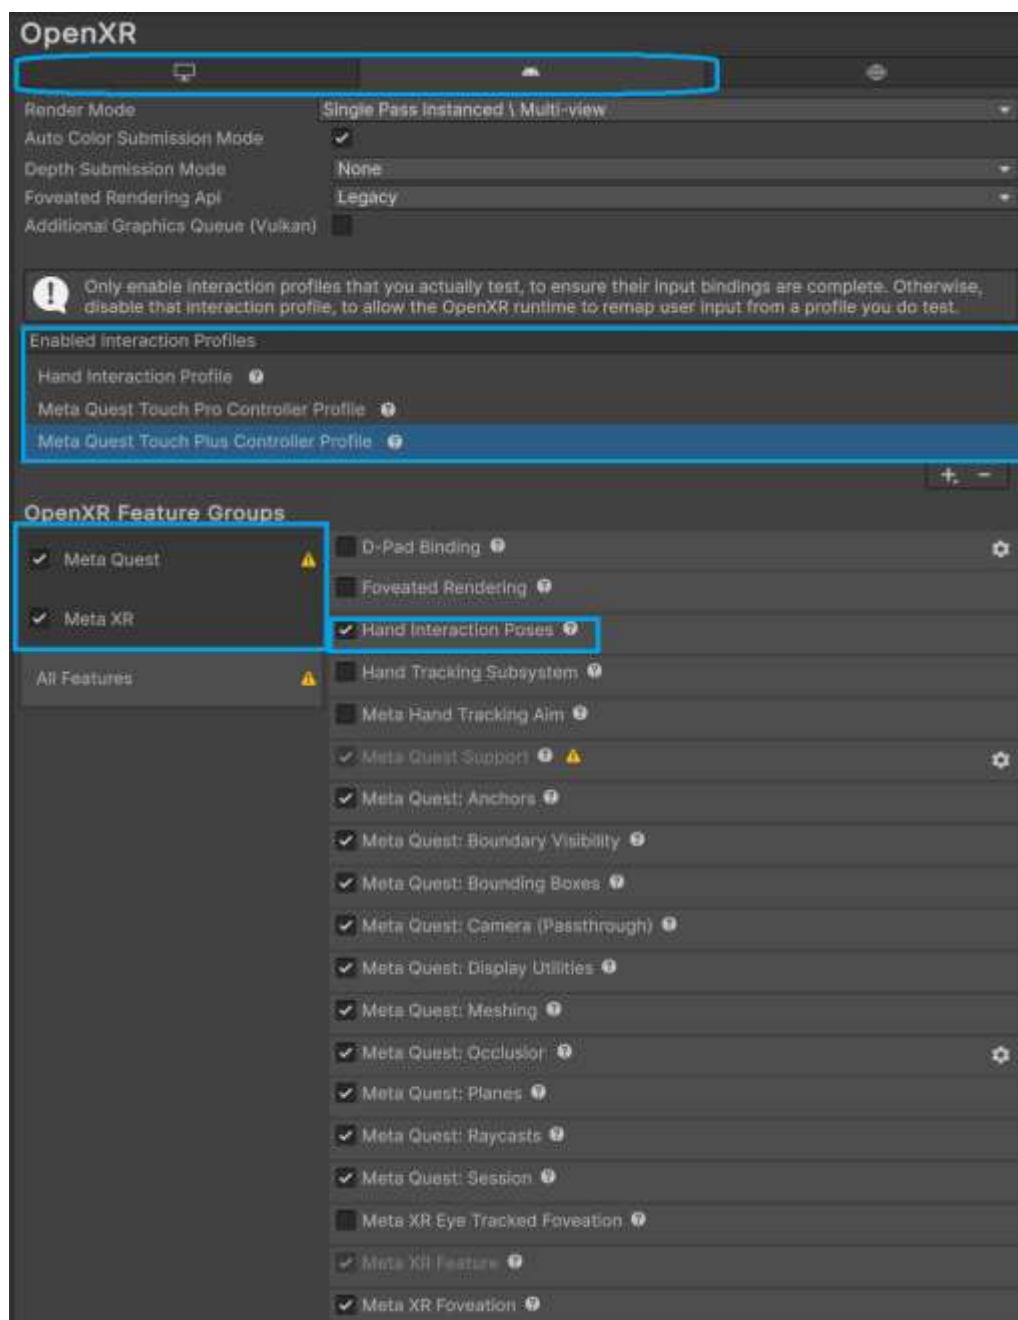 OpenXR
Render Mode Single Pass Instanced \ Multi-view
Auto Color Submission Mode
Depth Submission Mode None
Foveated Rendering Api Legacy
Additional Graphics Queue (Vulkan)
Only enable interaction profiles that you actually test, to ensure their input bindings are complete. Otherwise,
disable that interaction profile, to allow the OpenXR runtime to remap user input from a profile you do test.
Enabled Interaction Profiles
Hand Interaction Profile
Meta Quest Touch Pro Controller Profile
Meta Quest Touch Plus Controller Profile
OpenXR Feature Groups
Meta Quest
Meta XR
All Features
D-Pad Binding
Foveated Rendering
Hand Interaction Poses
Hand Tracking Subsystem
Meta Hand Tracking Aim
Meta Quest Support
Meta Quest: Anchors
Meta Quest: Boundary Visibility
Meta Quest: Bounding Boxes
Meta Quest: Camera (Passthrough)
Meta Quest: Display Utilities
Meta Quest: Meshing
Meta Quest: Occlusior
Meta Quest: Planes
Meta Quest: Raycasts
Meta Quest: Session
Meta XR Eye Tracked Foveation
Meta XR Feature
Meta XR Foveation